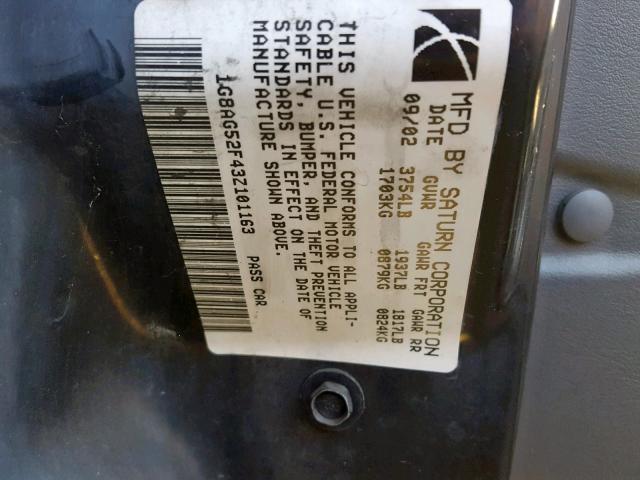 MFD BY SATURN CORPORATION
DATE GVWR GAWR FRT GAWR RR
09/02 3754LB 1937LB 1817LB
1703KG 0879KG 0824KG
THIS VEHICLE CONFORMS TO ALL APPLI-
CABLE U.S. FEDERAL MOTOR VEHICLE
SAFETY, BUMPER, AND THEFT PREVENTION
STANDARDS IN EFFECT ON THE DATE OF
MANUFACTURE SHOWN ABOVE.
1G8AG52F43Z101163 PASS CAR